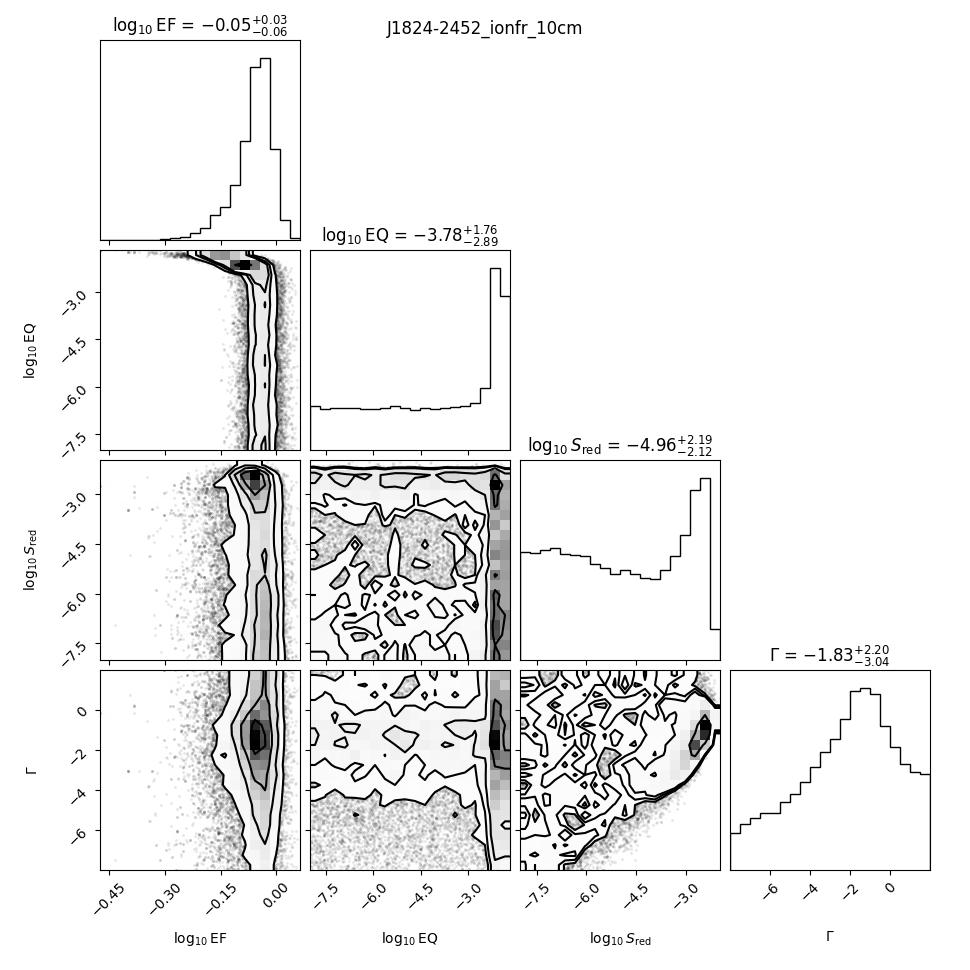 J1824-2452_ionfr_10cm
log₁₀ EF = −0.05⁺⁰·⁰³₋₀.₀₆
log₁₀ EQ = −3.78⁺¹·⁷⁶₋₂.₈₉
−3.0
−4.5
−6.0
−7.5
log₁₀ EQ
log₁₀ S_red = −4.96⁺²·¹⁹₋₂.₁₂
−3.0
−4.5
−6.0
−7.5
log₁₀ S_red
Γ = −1.83⁺²·²⁰₋₃.₀₄
0
−2
−4
−6
Γ
−0.45 −0.30 −0.15 0.00 −7.5 −6.0 −4.5 −3.0 −7.5 −6.0 −4.5 −3.0 −6 −4 −2 0
log₁₀ EF log₁₀ EQ log₁₀ S_red Γ